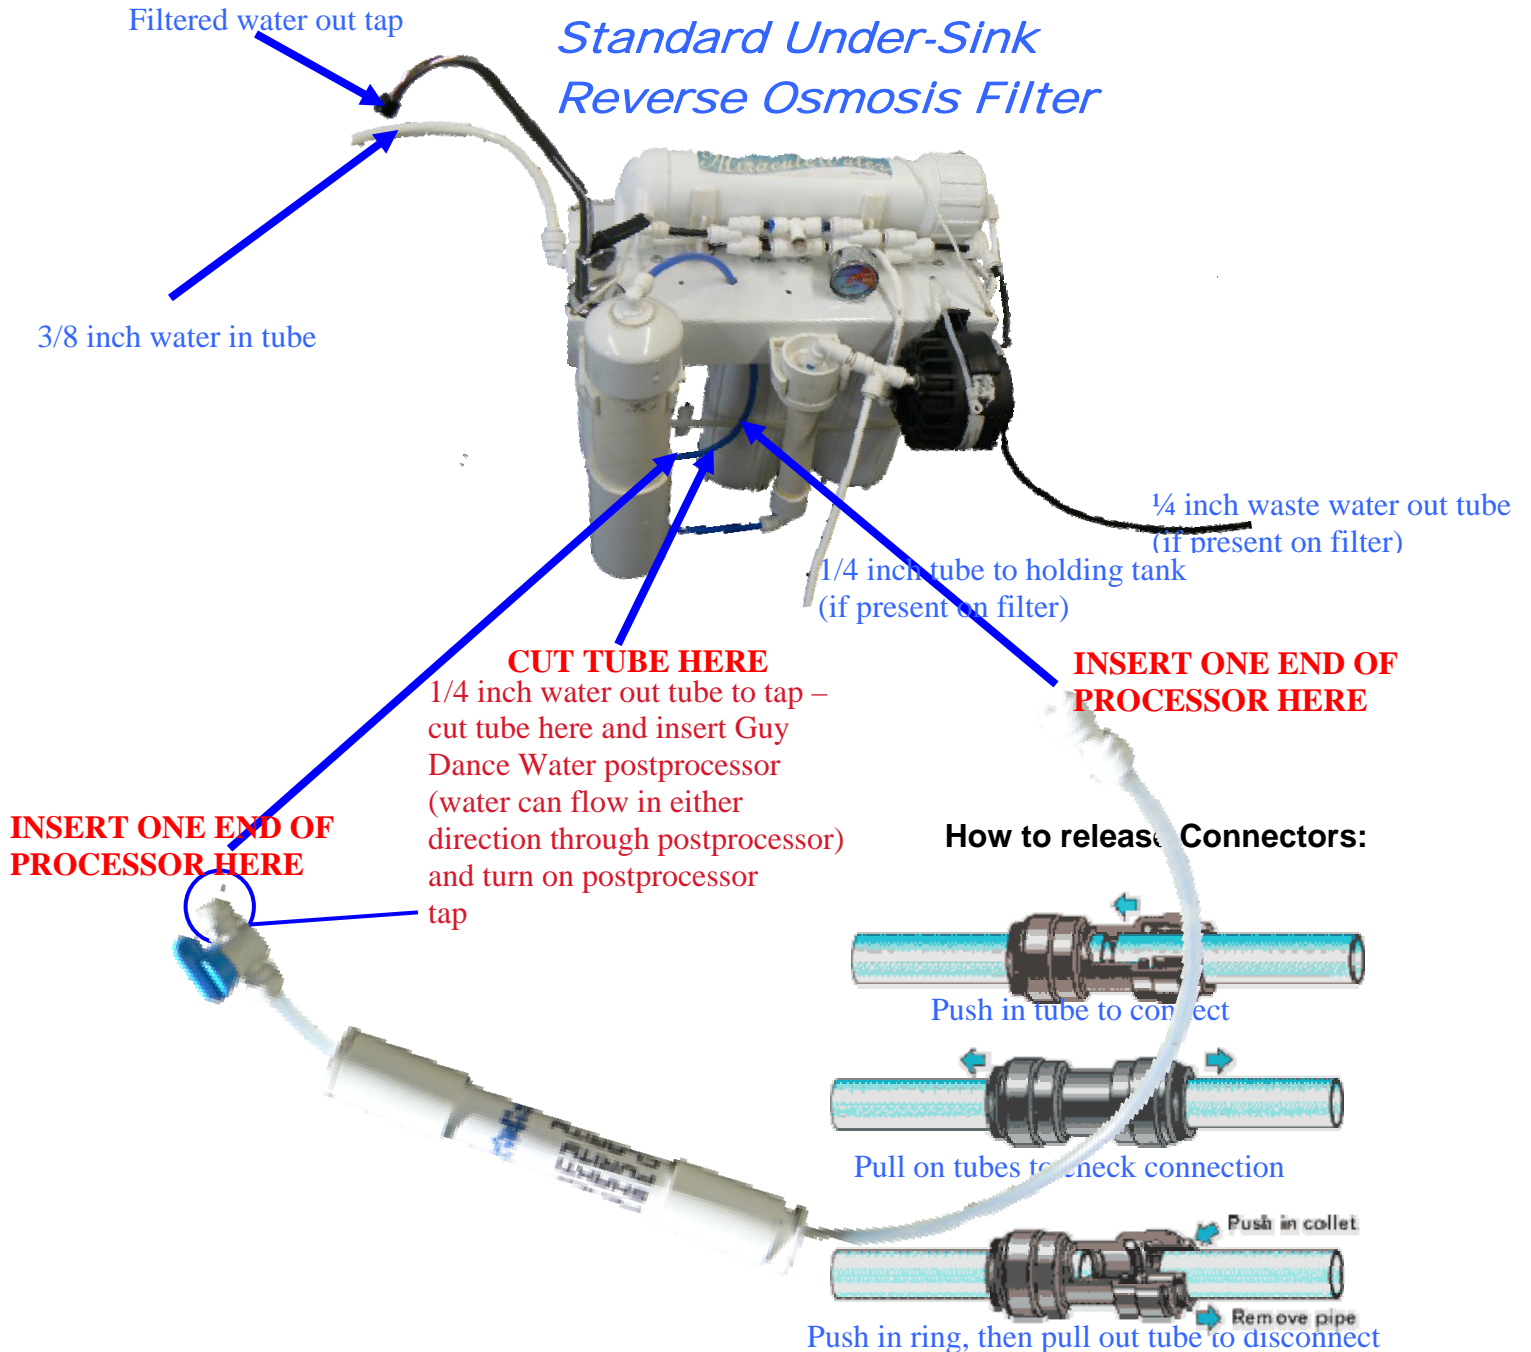 Filtered water out tap
Standard Under-Sink
Reverse Osmosis Filter
3/8 inch water in tube
¼ inch waste water out tube
(if present on filter)
1/4 inch tube to holding tank
(if present on filter)
CUT TUBE HERE
1/4 inch water out tube to tap –
cut tube here and insert Guy
Dance Water postprocessor
(water can flow in either
direction through postprocessor)
and turn on postprocessor
tap
INSERT ONE END OF
PROCESSOR HERE
INSERT ONE END OF
PROCESSOR HERE
How to release Connectors:
Push in tube to connect
Pull on tubes to check connection
Push in collet
Remove pipe
Push in ring, then pull out tube to disconnect